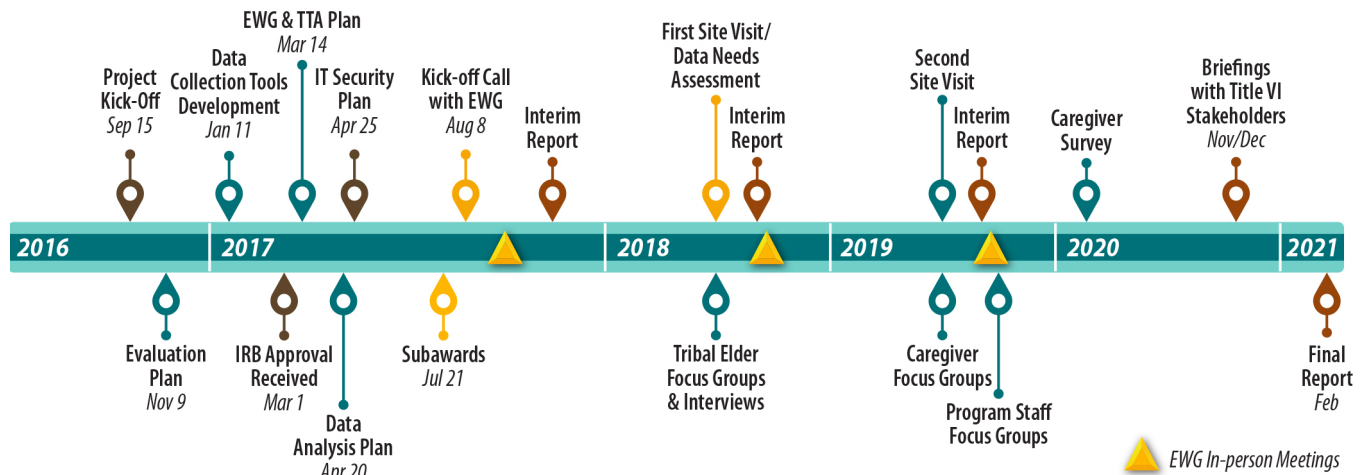 Project
Kick-Off
Sep 15
Data
Collection Tools
Development
Jan 11
EWG & TTA Plan
Mar 14
IT Security
Plan
Apr 25
Kick-off Call
with EWG
Aug 8
Interim
Report
First Site Visit/
Data Needs
Assessment
Interim
Report
Second
Site Visit
Interim
Report
Caregiver
Survey
Briefings
with Title VI
Stakeholders
Nov/Dec
2016
2017
2018
2019
2020
2021
Evaluation
Plan
Nov 9
IRB Approval
Received
Mar 1
Data
Analysis Plan
Apr 20
Subawards
Jul 21
Tribal Elder
Focus Groups
& Interviews
Caregiver
Focus Groups
Program Staff
Focus Groups
Final
Report
Feb
EWG In-person Meetings